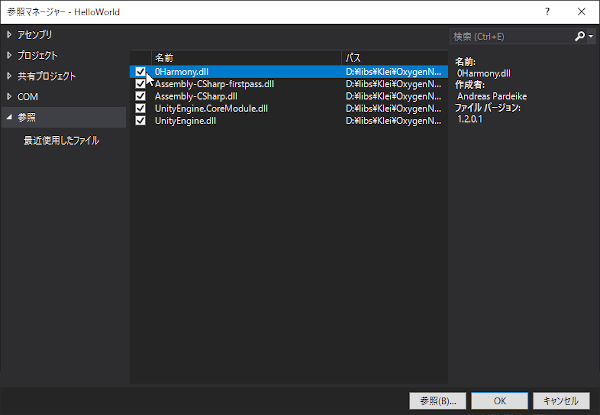 参照マネージャー - HelloWorld
? ×
アセンブリ
プロジェクト
共有プロジェクト
COM
参照
最近使用したファイル
名前 パス
0Harmony.dll D:¥libs¥Klei¥OxygenN...
Assembly-CSharp-firstpass.dll D:¥libs¥Klei¥OxygenN...
Assembly-CSharp.dll D:¥libs¥Klei¥OxygenN...
UnityEngine.CoreModule.dll D:¥libs¥Klei¥OxygenN...
UnityEngine.dll D:¥libs¥Klei¥OxygenN...
検索 (Ctrl+E)
名前:
0Harmony.dll
作成者:
Andreas Pardeike
ファイル バージョン:
1.2.0.1
参照(B)... OK キャンセル